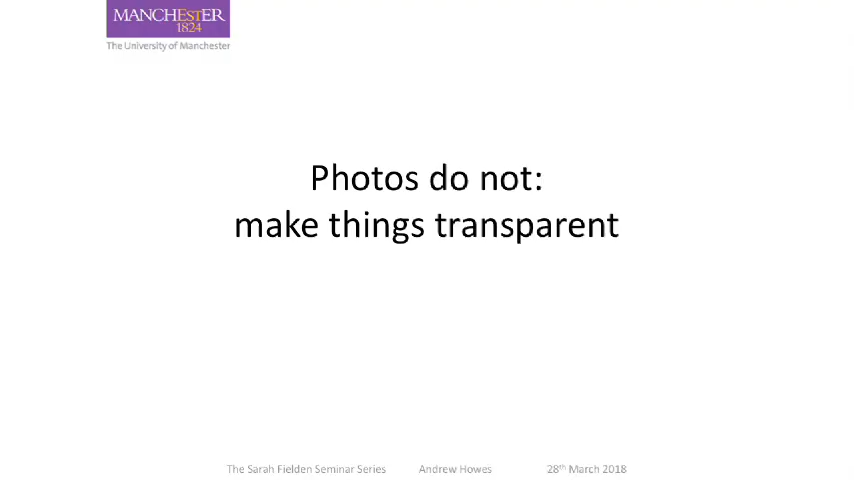 MANCHESTER
1824
The University of Manchester
Photos do not:
make things transparent
The Sarah Fielden Seminar Series Andrew Howes 28th March 2018